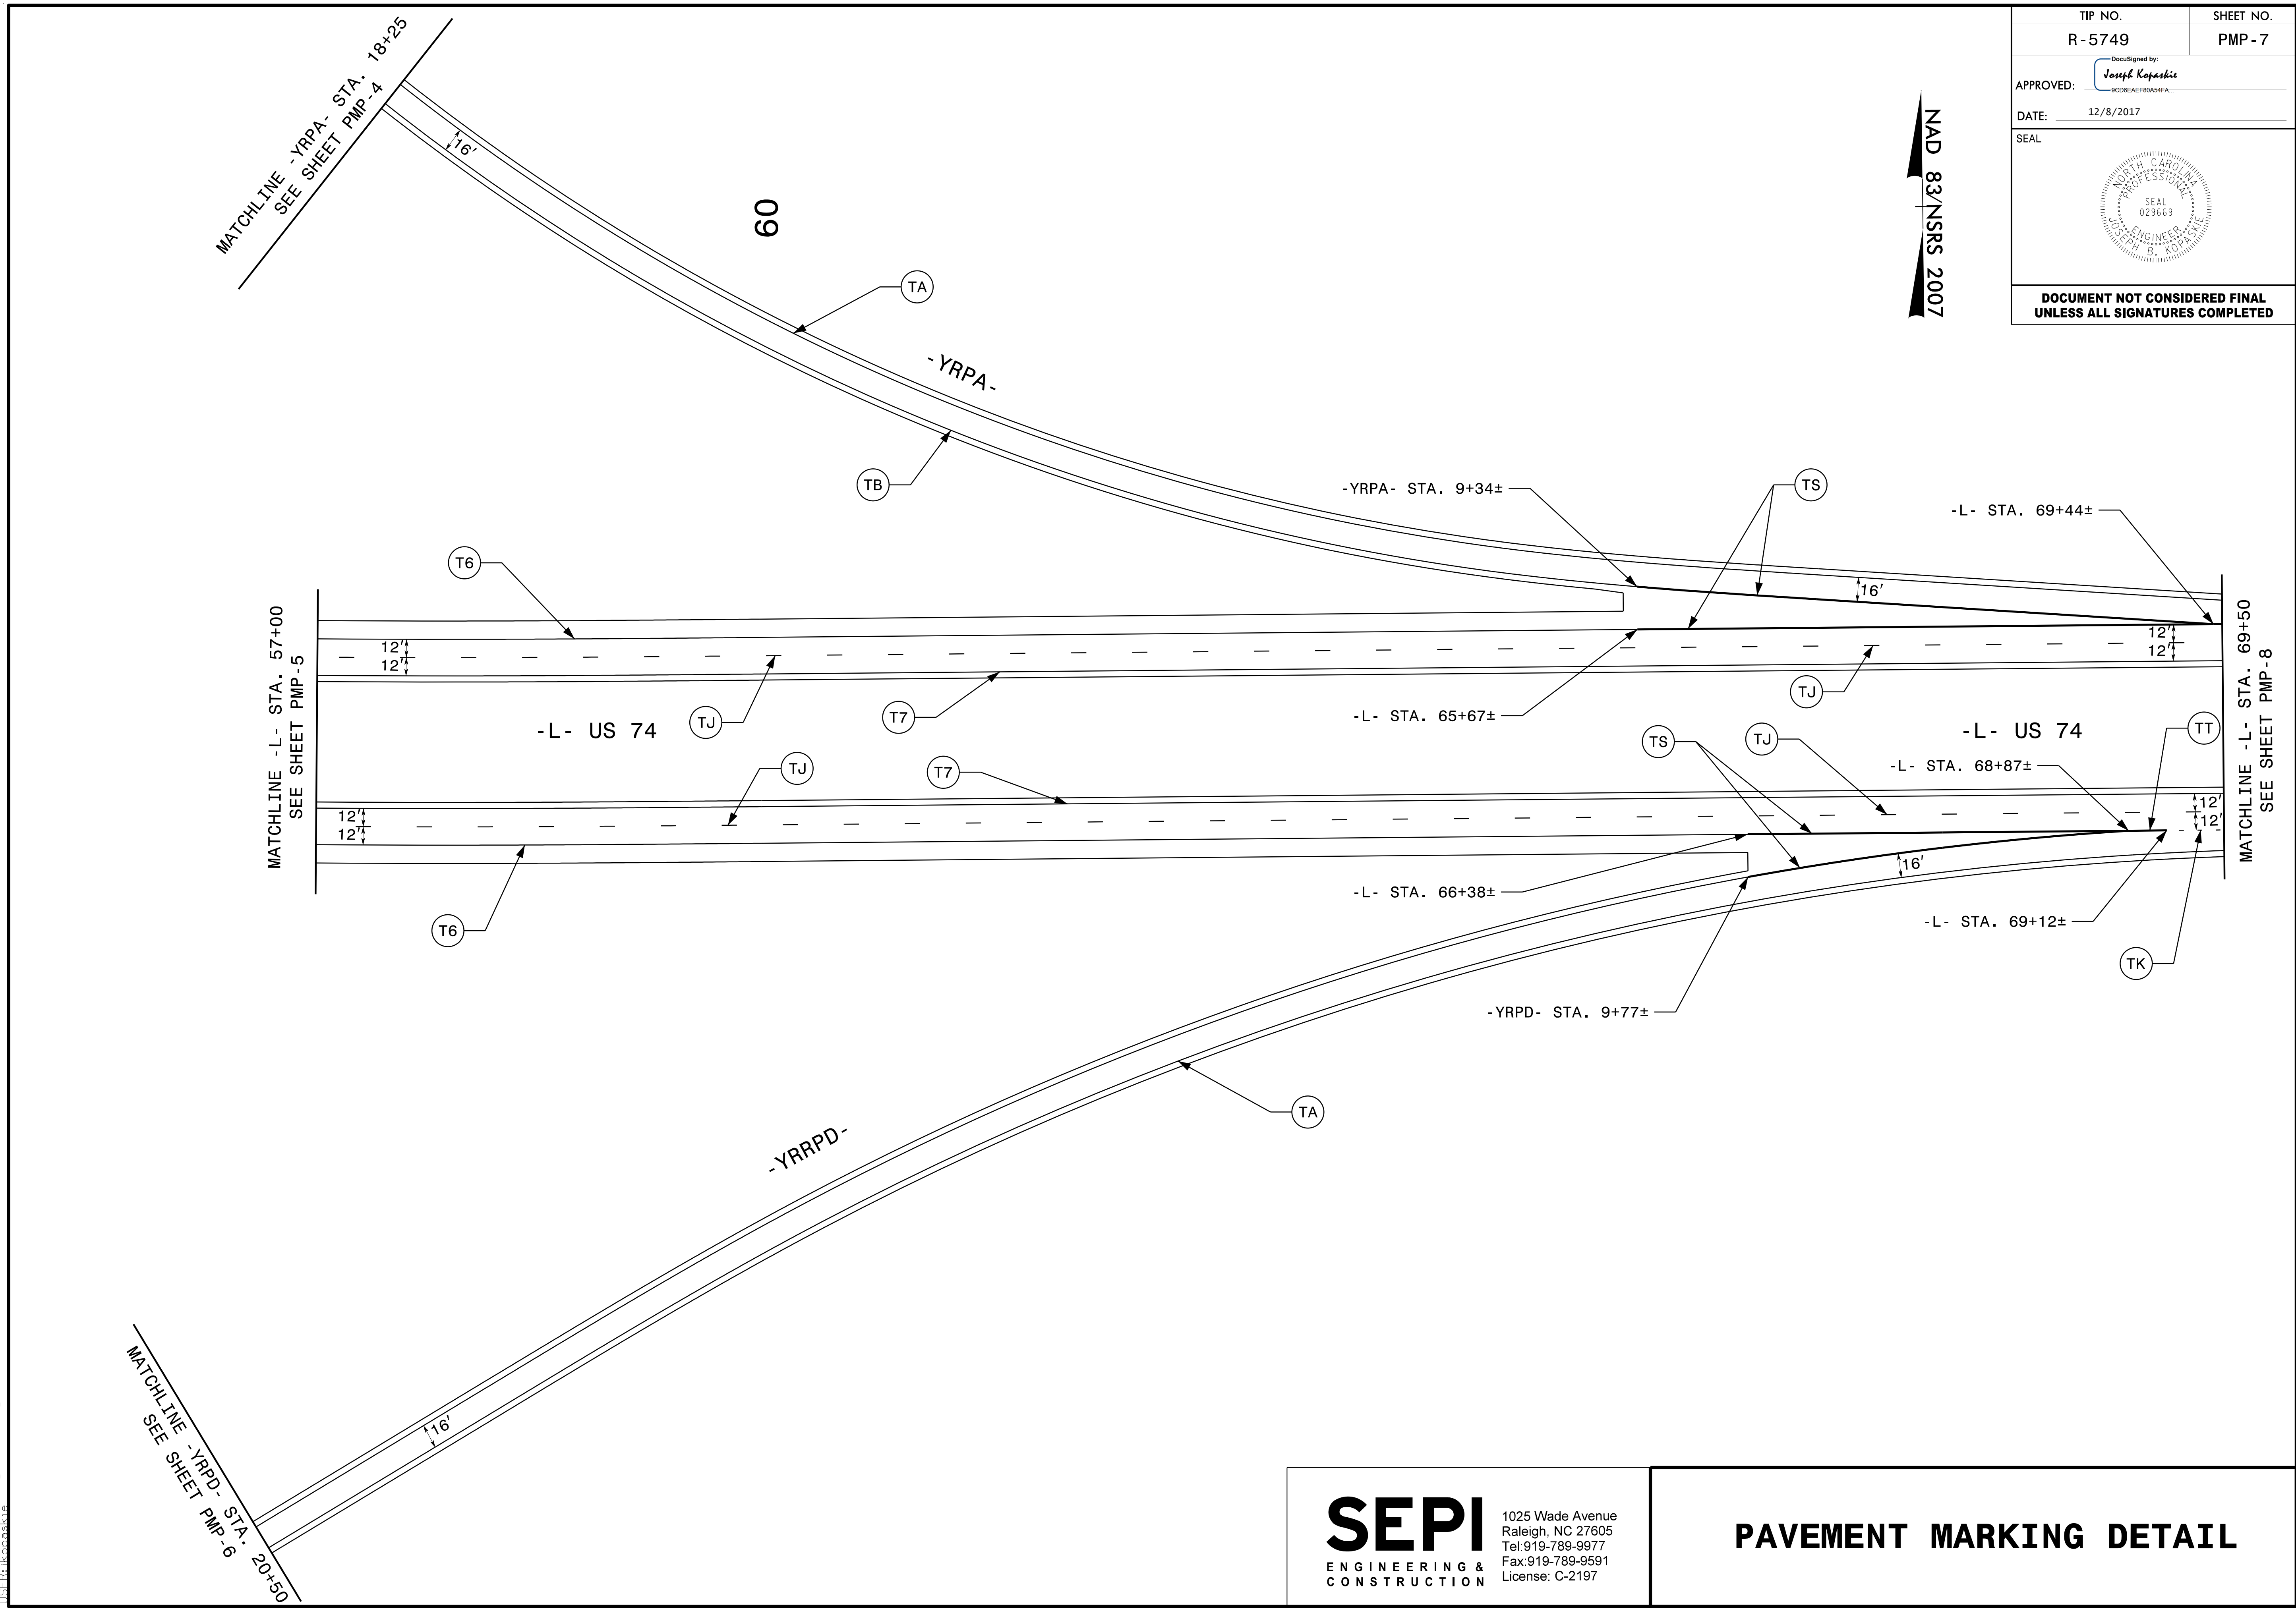 TIP NO.
SHEET NO.
R-5749
PMP-7
APPROVED:
DocuSigned by:
Joseph Kopaskie
9CD6EAEF80A54FA...
DATE: 12/8/2017
SEAL
NORTH CAROLINA
PROFESSIONAL
SEAL
029669
ENGINEER
JOSEPH B. KOPASKIE
DOCUMENT NOT CONSIDERED FINAL
UNLESS ALL SIGNATURES COMPLETED
NAD 83/NSRS 2007
MATCHLINE -YRPA- STA. 18+25
SEE SHEET PMP-4
16'
60
TA
-YRPA-
TB
-YRPA- STA. 9+34±
TS
-L- STA. 69+44±
16'
T6
MATCHLINE -L- STA. 57+00
SEE SHEET PMP-5
12'
12'
12'
12'
MATCHLINE -L- STA. 69+50
SEE SHEET PMP-8
TJ
-L- US 74
TJ
T7
-L- STA. 65+67±
-L- US 74
TT
TS
TJ
-L- STA. 68+87±
TJ
T7
12'
12'
12'
12'
16'
-L- STA. 66+38±
T6
-L- STA. 69+12±
TK
-YRPD- STA. 9+77±
TA
-YRRPD-
16'
MATCHLINE -YRPD- STA. 20+50
SEE SHEET PMP-6
SEPI
ENGINEERING &
CONSTRUCTION
1025 Wade Avenue
Raleigh, NC 27605
Tel:919-789-9977
Fax:919-789-9591
License: C-2197
PAVEMENT MARKING DETAIL
USER:jkopaskie